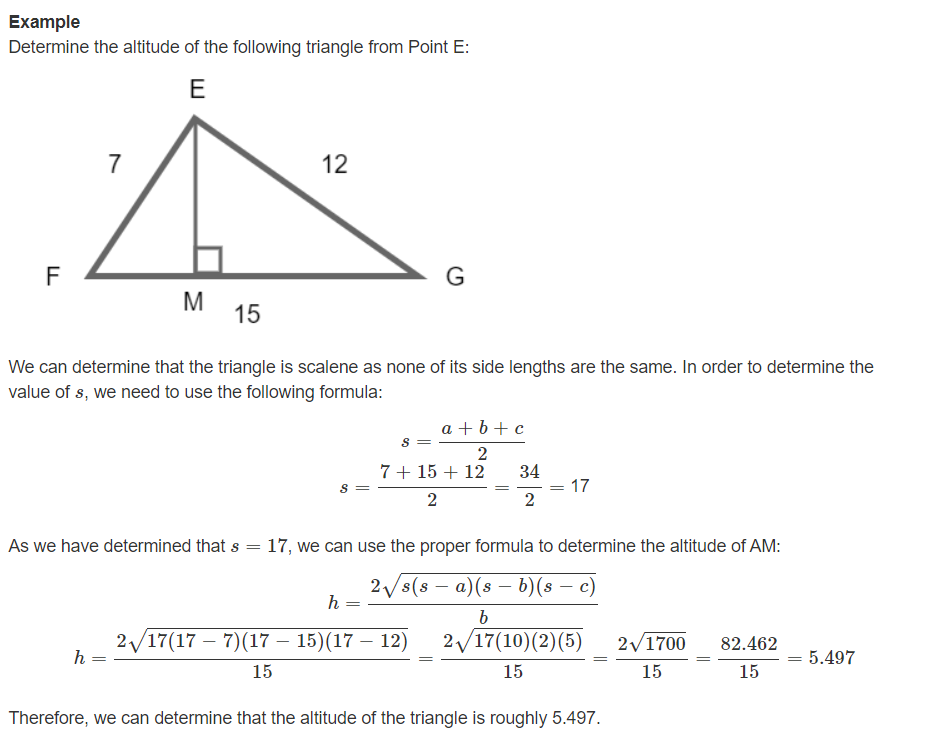 Example
Determine the altitude of the following triangle from Point E:
E
7
12
F
G
M
15
We can determine that the triangle is scalene as none of its side lengths are the same. In order to determine the
value of s, we need to use the following formula:
s = (a + b + c)/2
s = (7 + 15 + 12)/2 = 34/2 = 17
As we have determined that s = 17, we can use the proper formula to determine the altitude of AM:
h = 2√(s(s − a)(s − b)(s − c))/b
h = 2√(17(17 − 7)(17 − 15)(17 − 12))/15 = 2√(17(10)(2)(5))/15 = 2√1700/15 = 82.462/15 = 5.497
Therefore, we can determine that the altitude of the triangle is roughly 5.497.